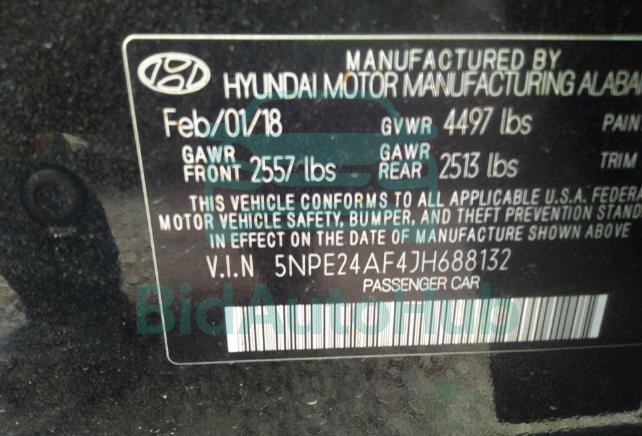 MANUFACTURED BY
HYUNDAI MOTOR MANUFACTURING ALABA
Feb/01/18 GVWR 4497 lbs PAIN
GAWR FRONT 2557 lbs GAWR REAR 2513 lbs TRIM
THIS VEHICLE CONFORMS TO ALL APPLICABLE U.S.A. FEDER
MOTOR VEHICLE SAFETY, BUMPER, AND THEFT PREVENTION STAND
IN EFFECT ON THE DATE OF MANUFACTURE SHOWN ABOVE
V.I.N 5NPE24AF4JH688132
PASSENGER CAR
BidAutoHub